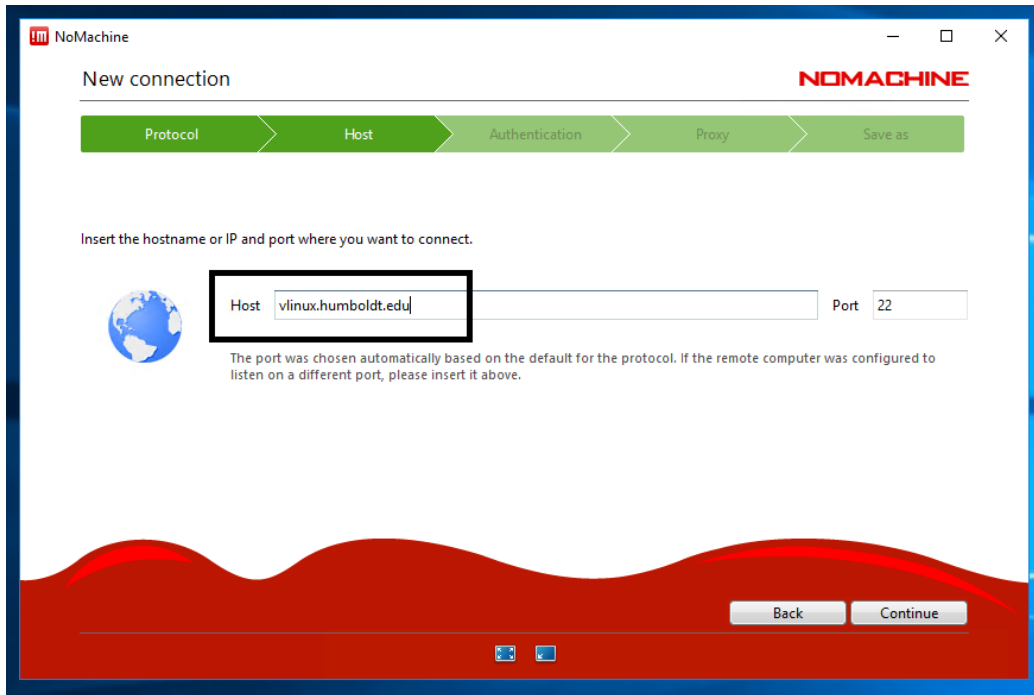 NoMachine
New connection
NOMACHINE
Protocol
Host
Authentication
Proxy
Save as
Insert the hostname or IP and port where you want to connect.
Host vlinux.humboldt.edu Port 22
The port was chosen automatically based on the default for the protocol. If the remote computer was configured to
listen on a different port, please insert it above.
Back Continue